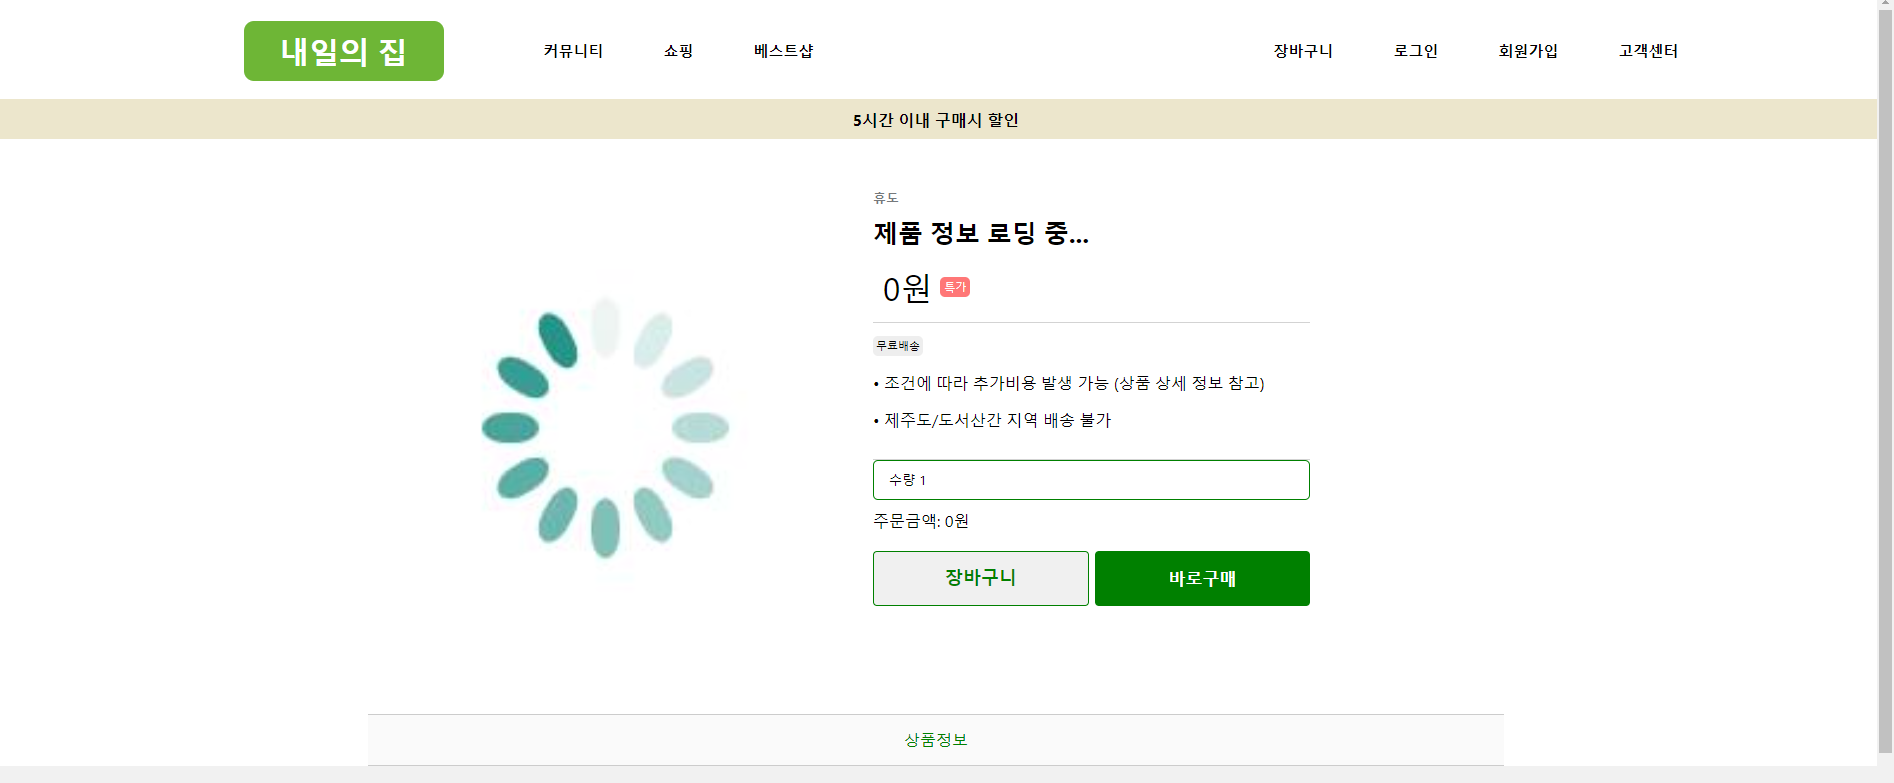 내일의 집
커뮤니티 쇼핑 베스트샵 장바구니 로그인 회원가입 고객센터
5시간 이내 구매시 할인
휴도
제품 정보 로딩 중...
0원 특가
무료배송
• 조건에 따라 추가비용 발생 가능 (상품 상세 정보 참고)
• 제주도/도서산간 지역 배송 불가
수량 1
주문금액: 0원
장바구니 바로구매
상품정보